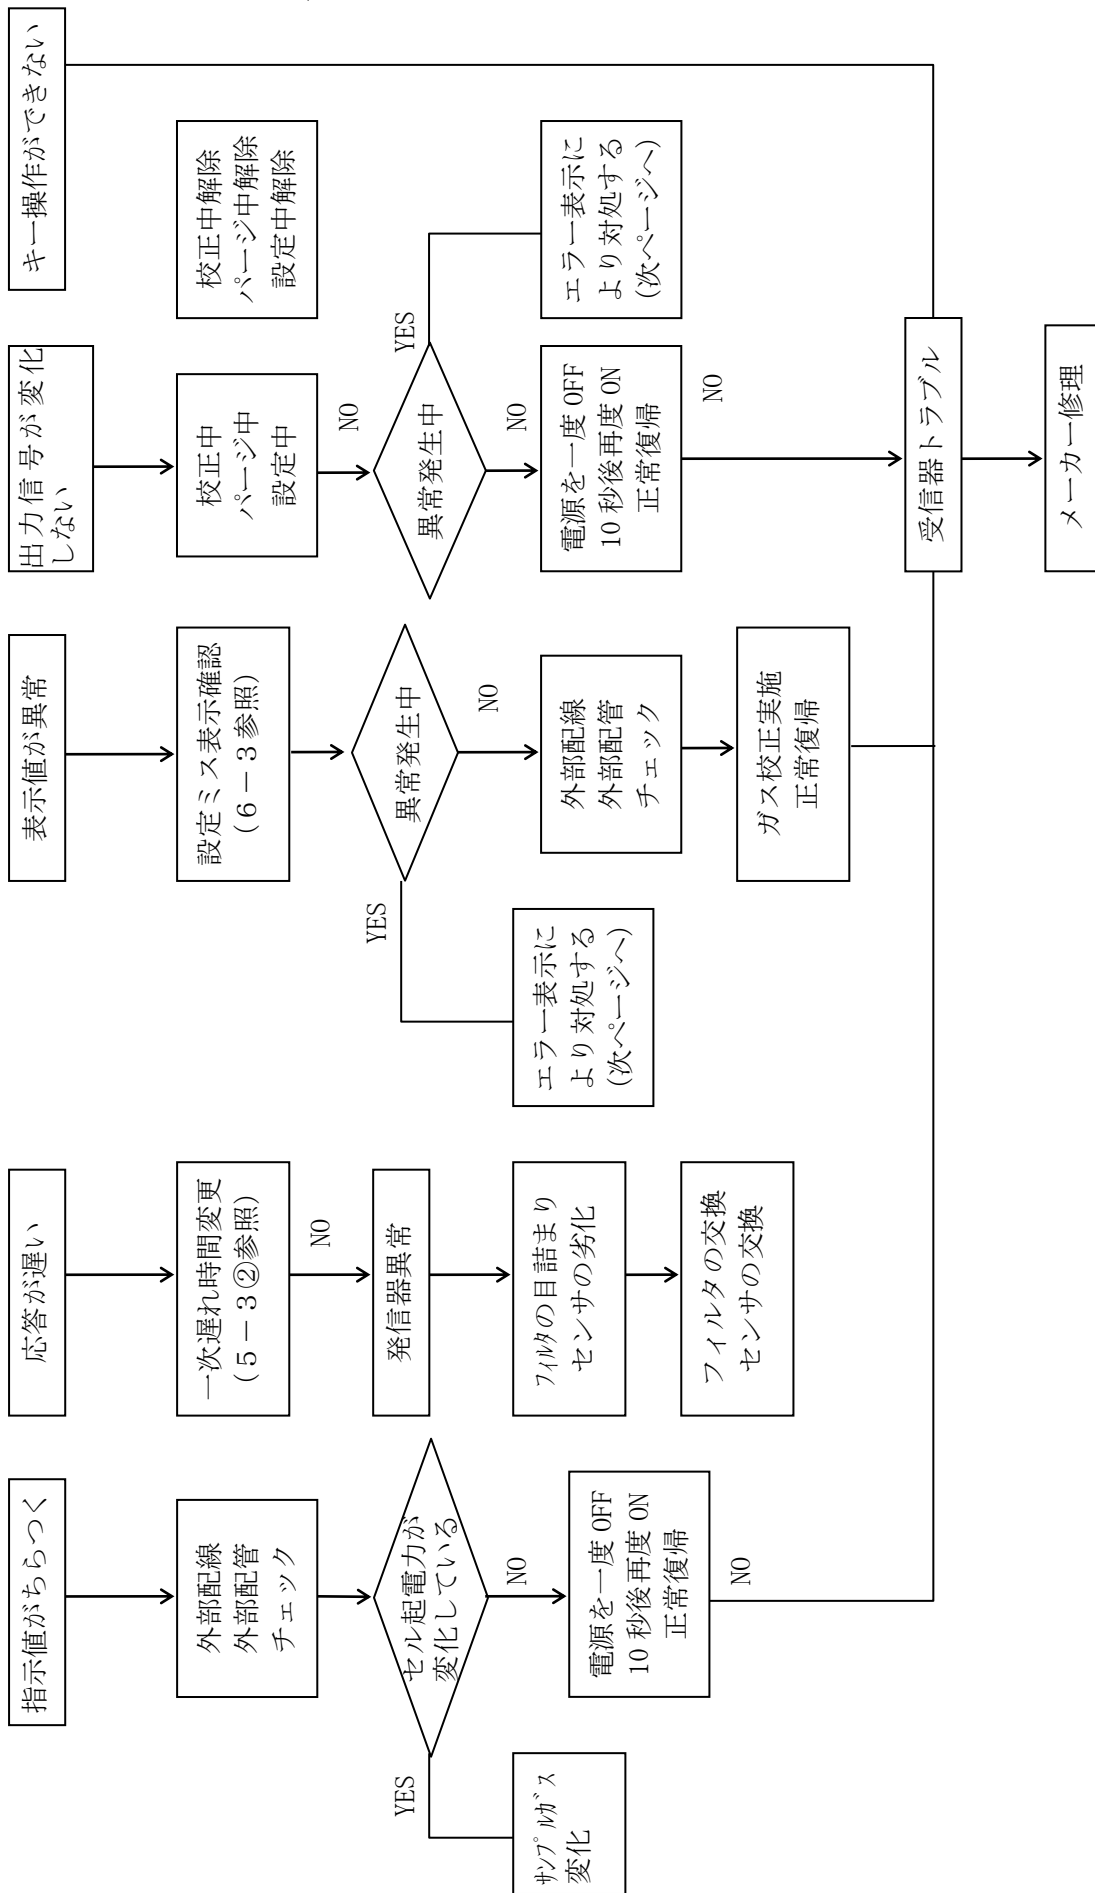 指示値がちらつく
外部配線
外部配管
チェック
セル起電力が
変化している
YES
サンプルガス
変化
NO
電源を一度OFF
10秒後再度ON
正常復帰
NO
応答が遅い
一次遅れ時間変更
(5－3②参照)
NO
発信器異常
フィルタの目詰まり
センサの劣化
フィルタの交換
センサの交換
表示値が異常
設定ミス表示確認
(6－3参照)
異常発生中
YES
エラー表示に
より対処する
(次ページへ)
NO
外部配線
外部配管
チェック
ガス校正実施
正常復帰
出力信号が変化
しない
校正中
パージ中
設定中
NO
校正中解除
パージ中解除
設定中解除
異常発生中
YES
エラー表示に
より対処する
(次ページへ)
NO
電源を一度OFF
10秒後再度ON
正常復帰
NO
キー操作ができない
受信器トラブル
メーカー修理